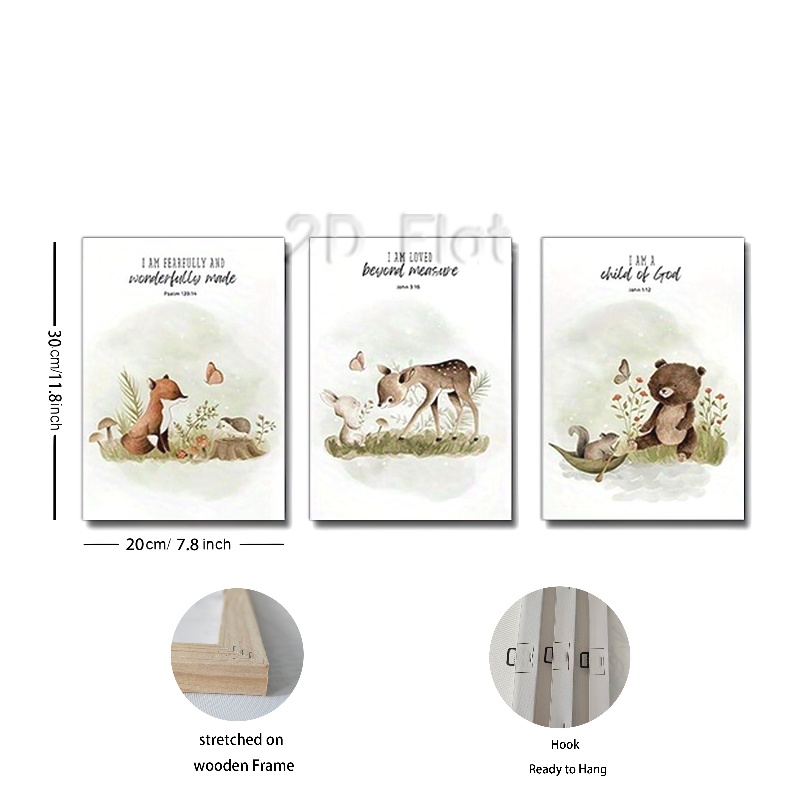 2D Flat
I AM FEARFULLY AND
wonderfully made
Psalm 139:14
I AM LOVED
beyond measure
John 3:16
I AM A
child of God
John 1:12
30cm/11.8inch
20cm/ 7.8 inch
stretched on
wooden Frame
Hook
Ready to Hang